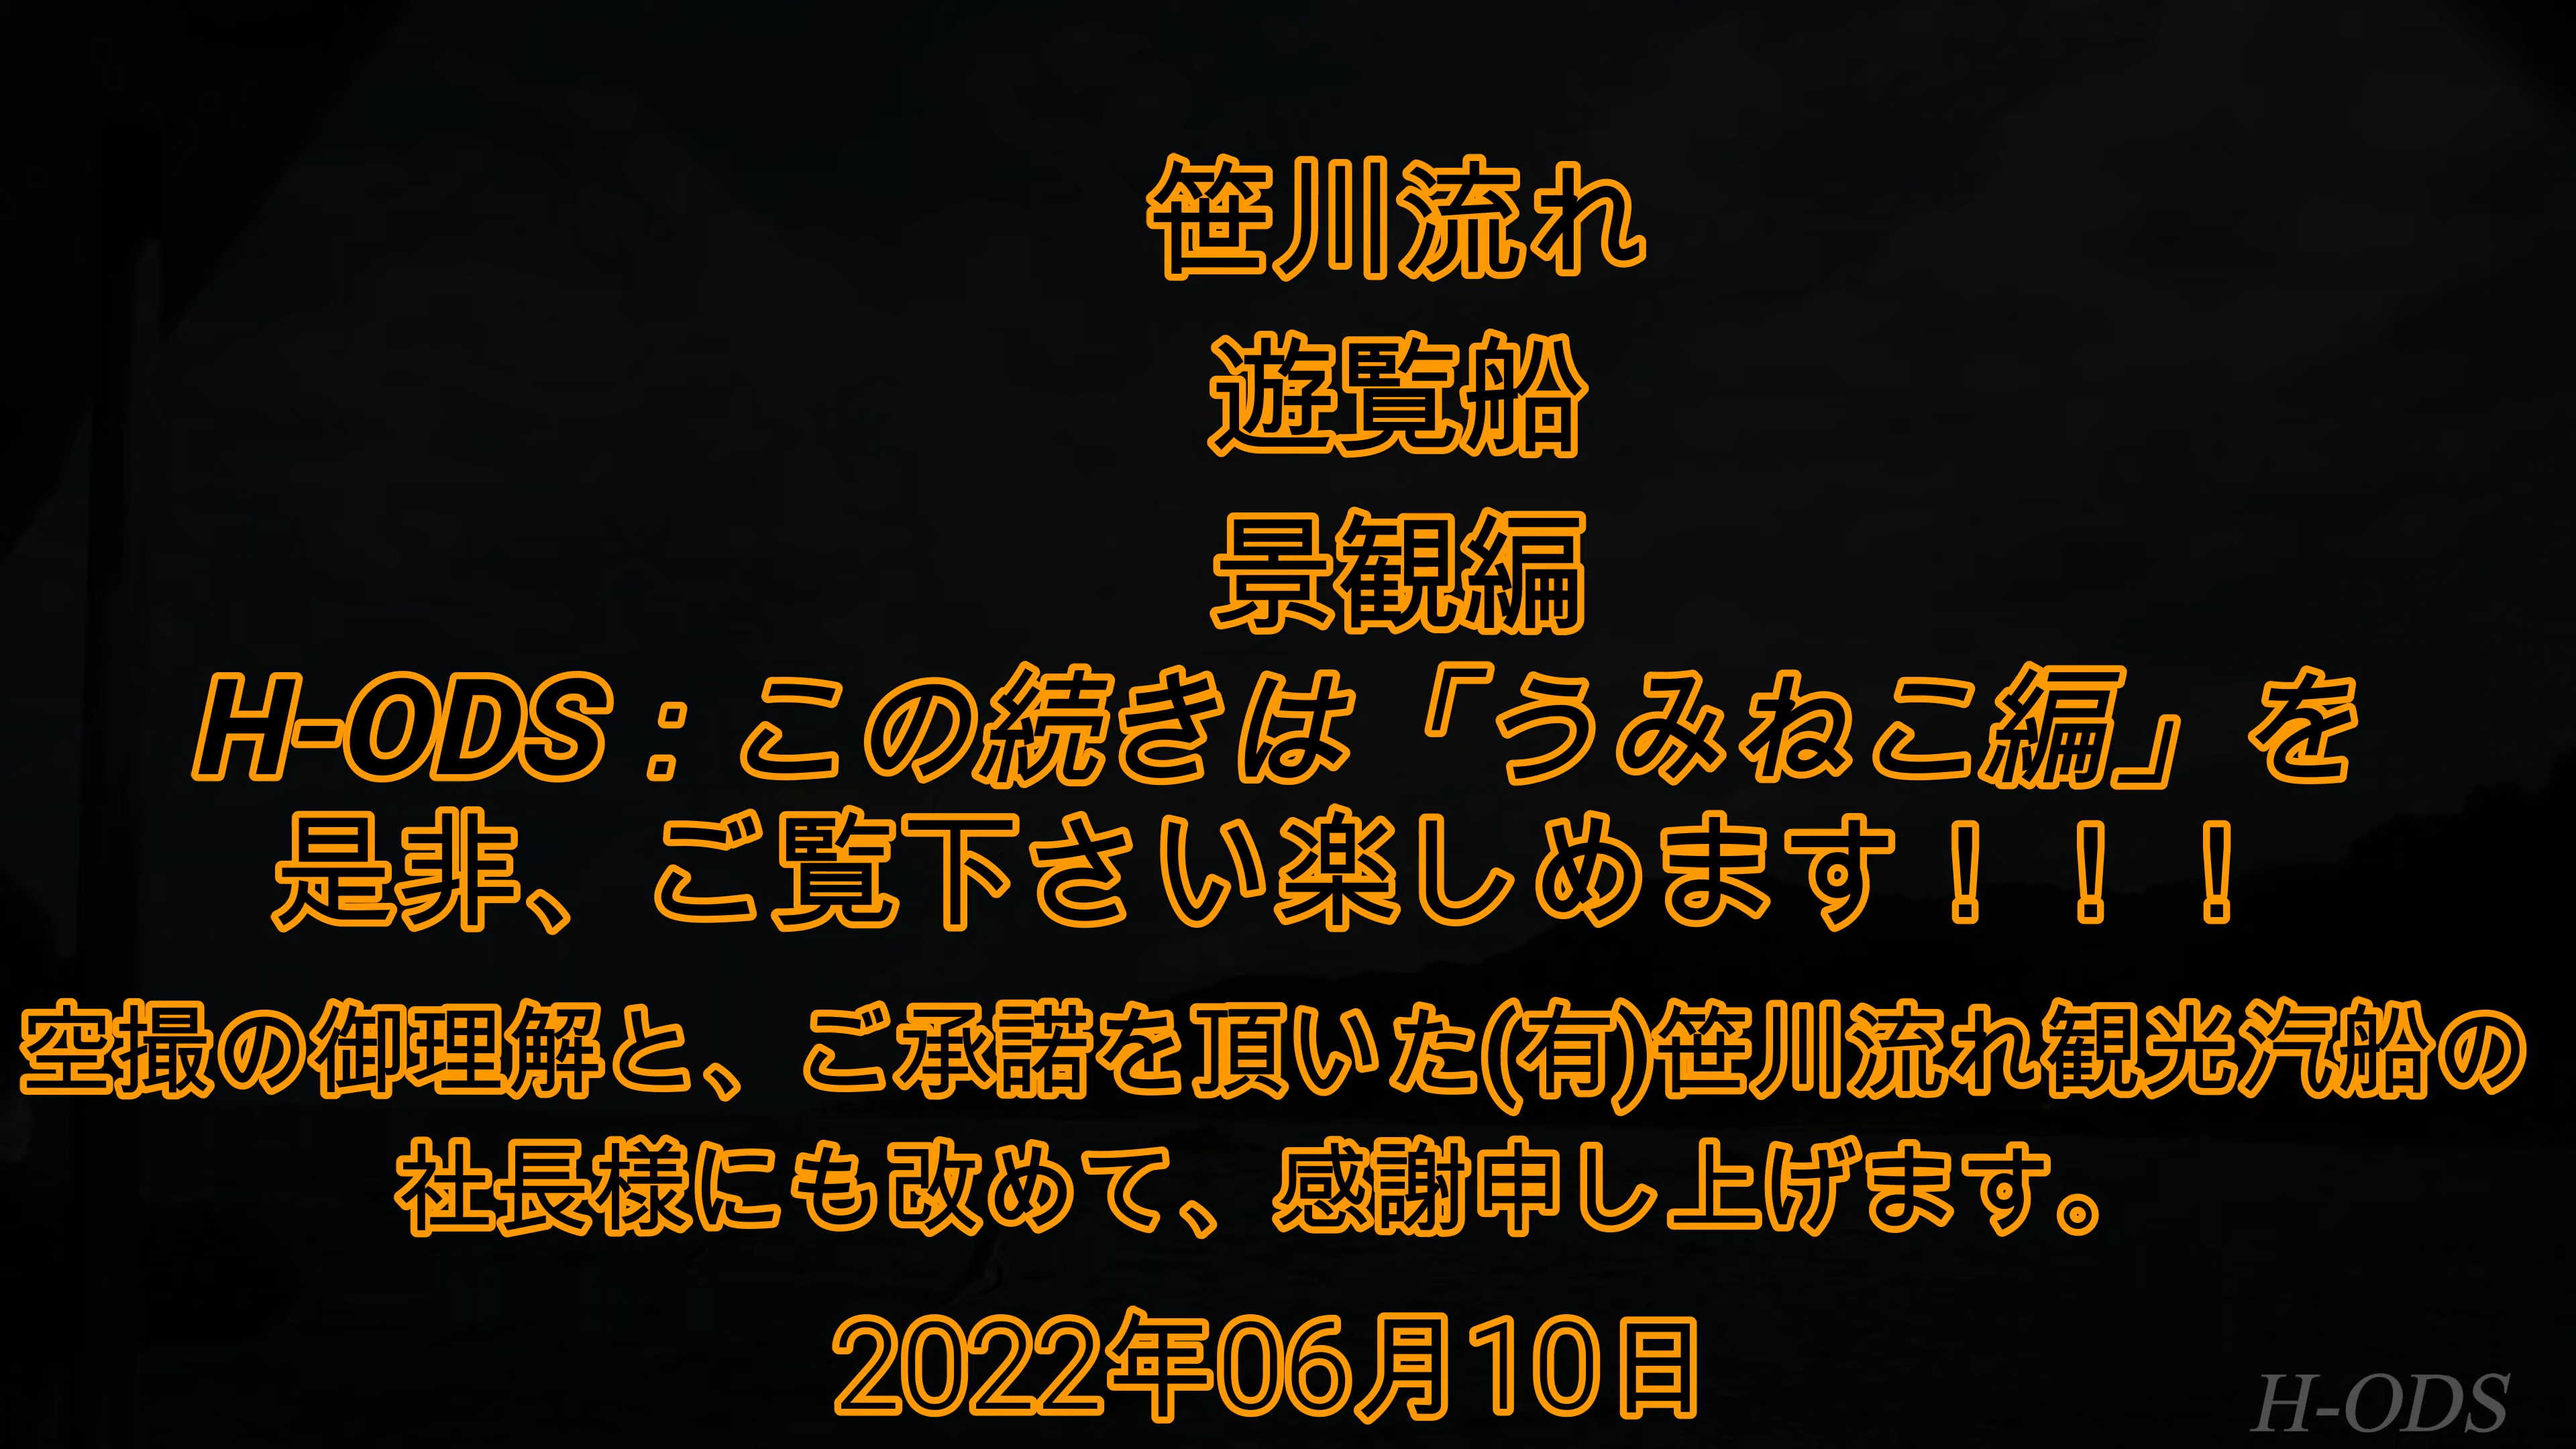 笹川流れ
遊覧船
景観編
H-ODS：この続きは「うみねこ編」を
是非、ご覧下さい楽しめます！！！
空撮の御理解と、ご承諾を頂いた(有)笹川流れ観光汽船の
社長様にも改めて、感謝申し上げます。
2022年06月10日
H-ODS